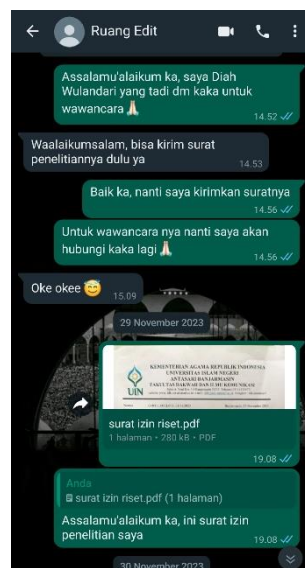 Ruang Edit
Assalamu'alaikum ka, saya Diah
Wulandari yang tadi dm kaka untuk
wawancara 🙏🏻
14.52
Waalaikumsalam, bisa kirim surat
penelitiannya dulu ya
14.53
Baik ka, nanti saya kirimkan suratnya
14.56
Untuk wawancara nya nanti saya akan
hubungi kaka lagi 🙏🏻
14.56
Oke okee 😇
15.09
29 November 2023
KEMENTERIAN AGAMA REPUBLIK INDONESIA
UNIVERSITAS ISLAM NEGERI
ANTASARI BANJARMASIN
FAKULTAS DAKWAH DAN ILMU KOMUNIKASI
UIN
surat izin riset.pdf
1 halaman • 280 kB • PDF
19.08
Anda
surat izin riset.pdf (1 halaman)
Assalamu'alaikum ka, ini surat izin
penelitian saya
19.08
30 November 2023